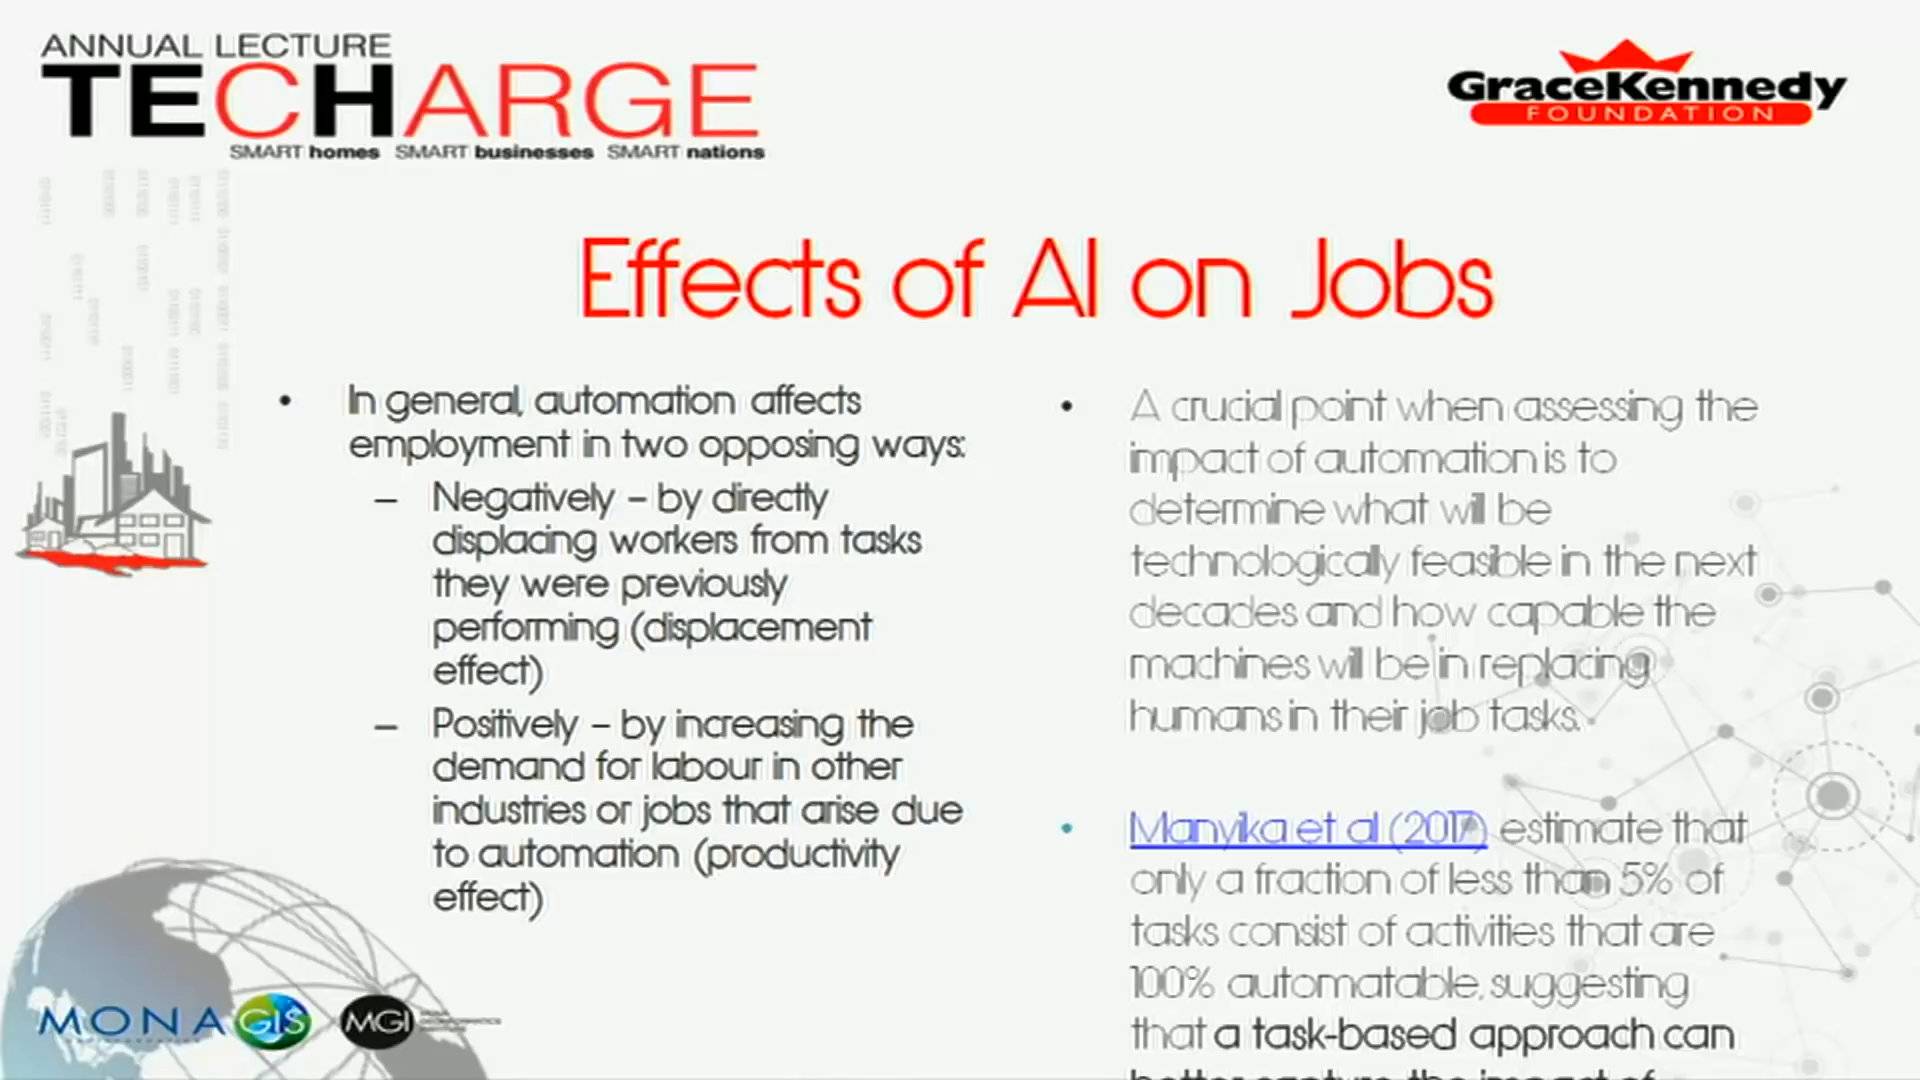 ANNUAL LECTURE
TECHARGE
SMART homes SMART businesses SMART nations
GraceKennedy
FOUNDATION
Effects of AI on Jobs
• In general, automation affects
employment in two opposing ways:
– Negatively – by directly
displacing workers from tasks
they were previously
performing (displacement
effect)
– Positively – by increasing the
demand for labour in other
industries or jobs that arise due
to automation (productivity
effect)
• A crucial point when assessing the
impact of automation is to
determine what will be
technologically feasible in the next
decades and how capable the
machines will be in replacing
humans in their job tasks.
• Manyika et al (2017) estimate that
only a fraction of less than 5% of
tasks consist of activities that are
100% automatable, suggesting
that a task-based approach can
better capture the impact of
MONA GIS
MGI